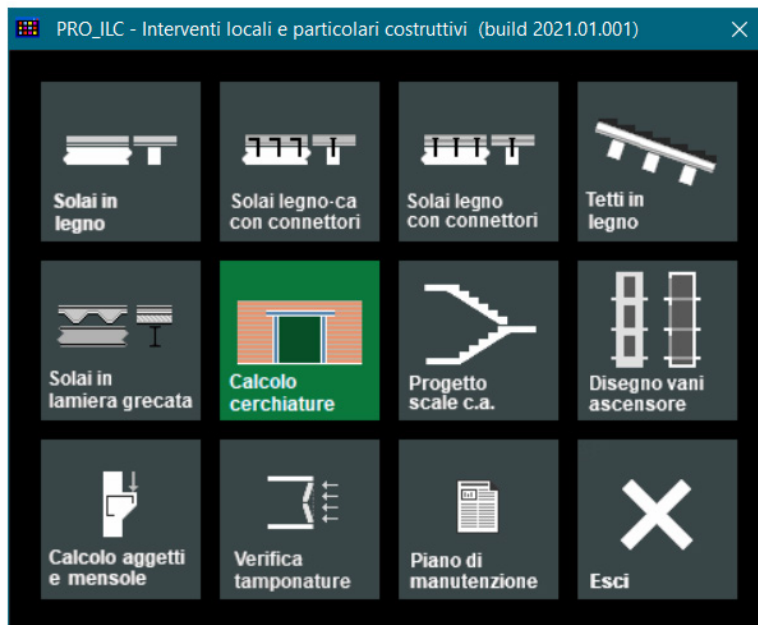 PRO_ILC - Interventi locali e particolari costruttivi (build 2021.01.001)
Solai in
legno
Solai legno-ca
con connettori
Solai legno
con connettori
Tetti in
legno
Solai in
lamiera grecata
Calcolo
cerchiature
Progetto
scale c.a.
Disegno vani
ascensore
Calcolo aggetti
e mensole
Verifica
tamponature
Piano di
manutenzione
Esci